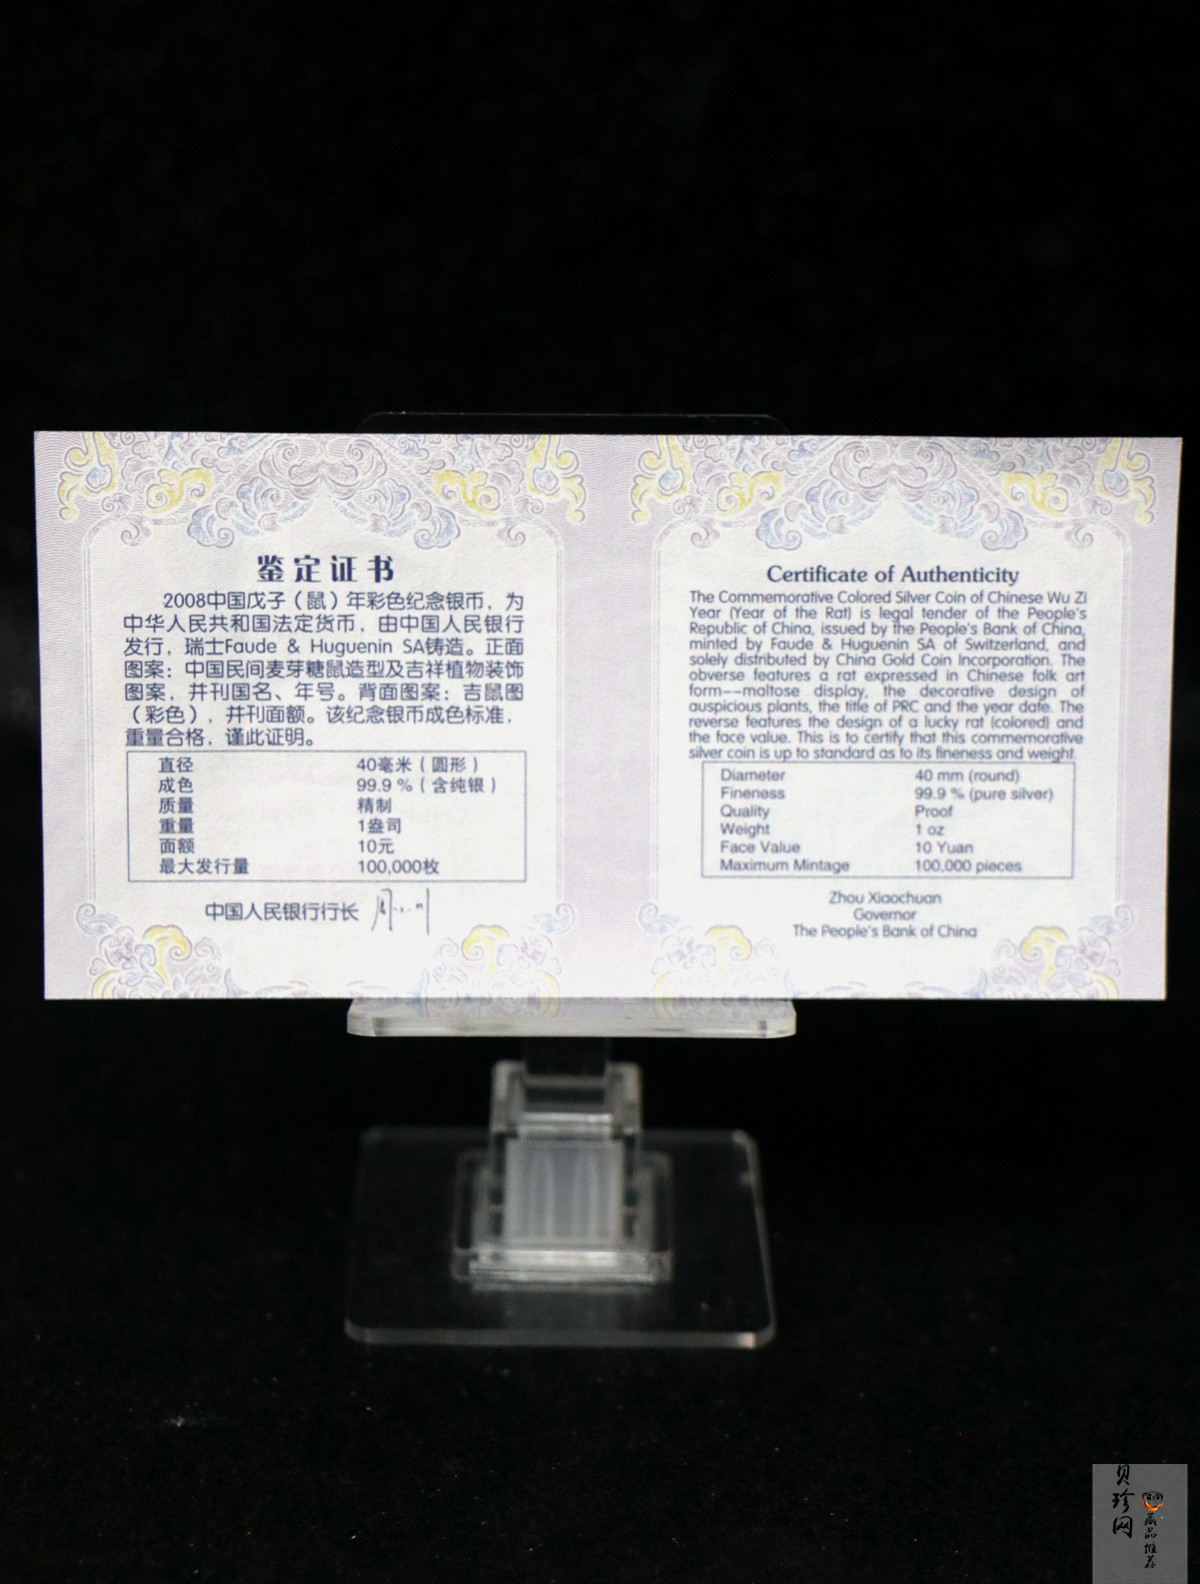 鉴定证书
2008中国戊子（鼠）年彩色纪念银币，为
中华人民共和国法定货币，由中国人民银行
发行，瑞士Faude & Huguenin SA铸造。正面
图案：中国民间麦芽糖鼠造型及吉祥植物装饰
图案，并刊国名、年号。背面图案：吉鼠图
（彩色），并刊面额。该纪念银币成色标准，
重量合格，谨此证明。
直径 40毫米（圆形）
成色 99.9 %（含纯银）
质量 精制
重量 1盎司
面额 10元
最大发行量 100,000枚
中国人民银行行长
Certificate of Authenticity
The Commemorative Colored Silver Coin of Chinese Wu Zi
Year (Year of the Rat) is legal tender of the People's
Republic of China, issued by the People's Bank of China,
minted by Faude & Huguenin SA of Switzerland, and
solely distributed by China Gold Coin Incorporation. The
obverse features a rat expressed in Chinese folk art
form--maltose display, the decorative design of
auspicious plants, the title of PRC and the year date. The
reverse features the design of a lucky rat (colored) and
the face value. This is to certify that this commemorative
silver coin is up to standard as to its fineness and weight.
Diameter 40 mm (round)
Fineness 99.9 % (pure silver)
Quality Proof
Weight 1 oz
Face Value 10 Yuan
Maximum Mintage 100,000 pieces
Zhou Xiaochuan
Governor
The People's Bank of China
贝珍网
藏品推荐